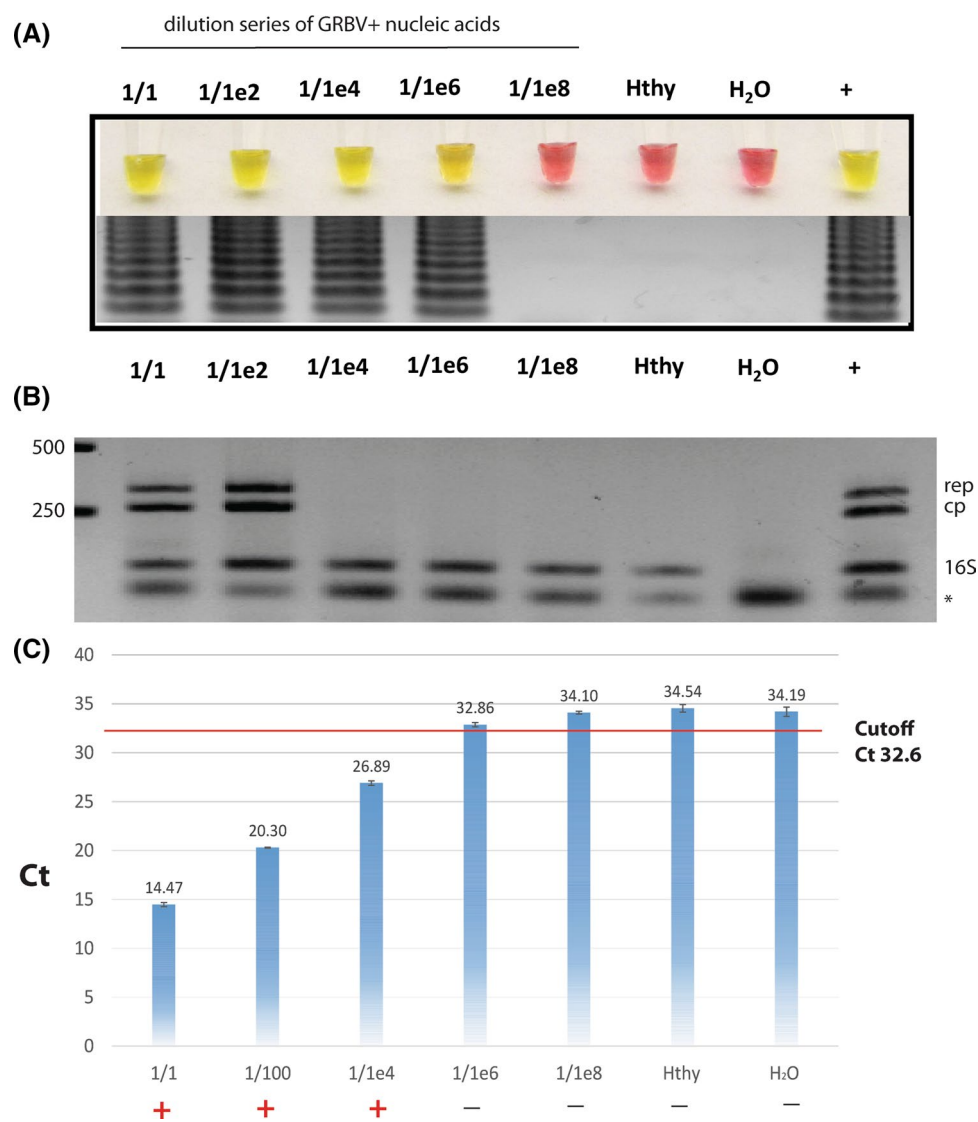 (A)
dilution series of GRBV+ nucleic acids
1/1 1/1e2 1/1e4 1/1e6 1/1e8 Hthy H₂O +
1/1 1/1e2 1/1e4 1/1e6 1/1e8 Hthy H₂O +
(B)
500
250
rep
cp
16S
*
(C)
40
35
30
25
20
15
10
5
0
Ct
14.47
20.30
26.89
32.86
34.10
34.54
34.19
Cutoff
Ct 32.6
1/1 1/100 1/1e4 1/1e6 1/1e8 Hthy H₂O
+ + + – – – –